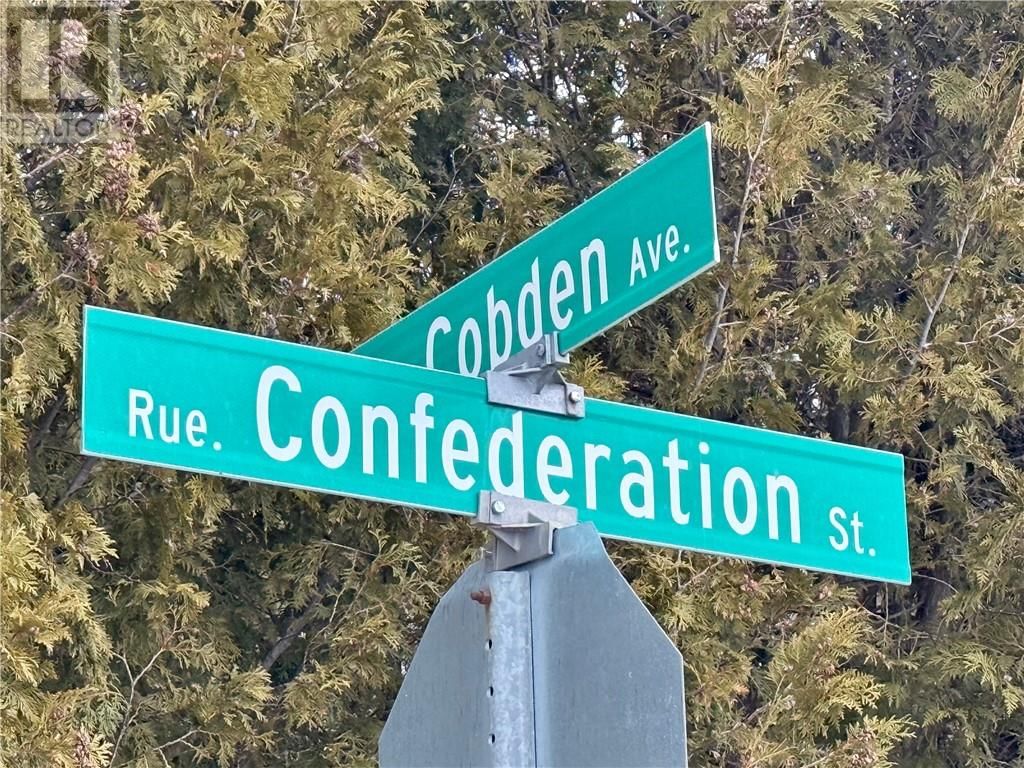 REALTOR
Cobden Ave.
Rue. Confederation St.